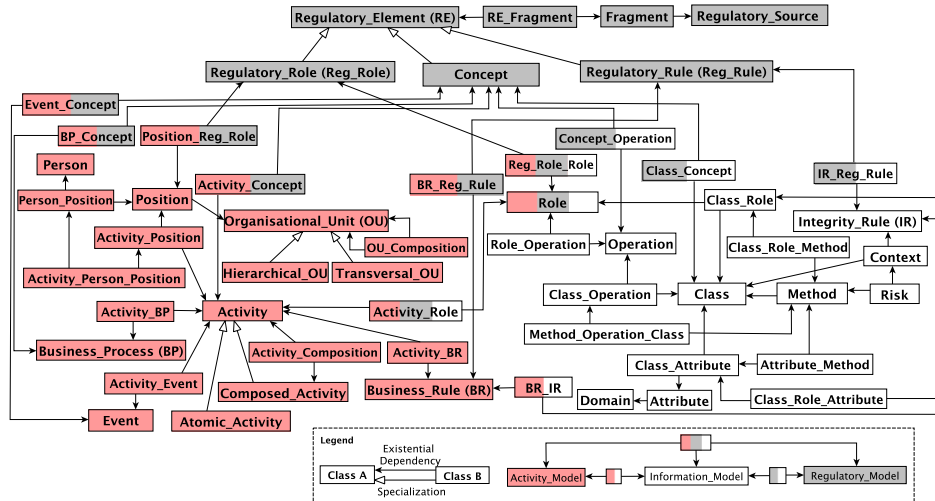 Regulatory_Element (RE)
RE_Fragment
Fragment
Regulatory_Source
Regulatory_Role (Reg_Role)
Concept
Regulatory_Rule (Reg_Rule)
Event_Concept
BP_Concept
Position_Reg_Role
Concept_Operation
Person
Reg_Role_Role
Class_Concept
IR_Reg_Rule
Activity_Concept
BR_Reg_Rule
Person_Position
Position
Role
Class_Role
Organisational_Unit (OU)
Integrity_Rule (IR)
Activity_Position
OU_Composition
Role_Operation
Operation
Class_Role_Method
Context
Activity_Person_Position
Hierarchical_OU
Transversal_OU
Class_Operation
Class
Method
Risk
Activity_BP
Activity
Activity_Role
Method_Operation_Class
Business_Process (BP)
Activity_Composition
Activity_BR
Class_Attribute
Attribute_Method
Activity_Event
Composed_Activity
Business_Rule (BR)
BR_IR
Domain
Attribute
Class_Role_Attribute
Event
Atomic_Activity
Legend
Existential
Dependency
Class A
Class B
Specialization
Activity_Model
Information_Model
Regulatory_Model